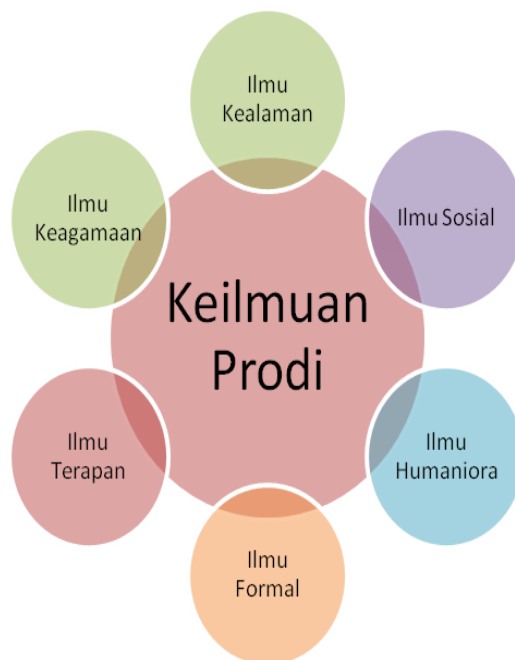 Ilmu
Kealaman
Ilmu
Keagamaan
Ilmu Sosial
Keilmuan
Prodi
Ilmu
Terapan
Ilmu
Humaniora
Ilmu
Formal